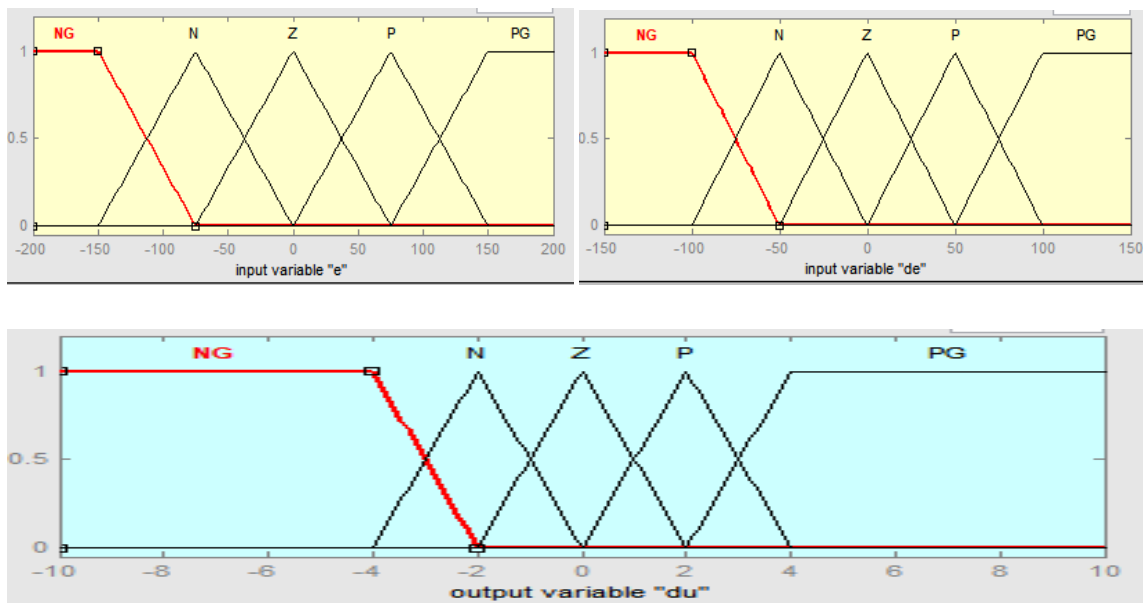 NG N Z P PG
1
0.5
0
-200 -150 -100 -50 0 50 100 150 200
input variable "e"
NG N Z P PG
1
0.5
0
-150 -100 -50 0 50 100 150
input variable "de"
NG N Z P PG
1
0.5
0
-10 -8 -6 -4 -2 0 2 4 6 8 10
output variable "du"